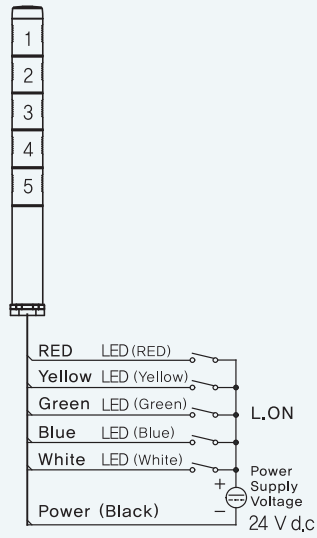 1
2
3
4
5
RED LED (RED)
Yellow LED (Yellow)
Green LED (Green)
L.ON
Blue LED (Blue)
White LED (White)
Power
Supply
Voltage
+
−
24 V d.c
Power (Black)